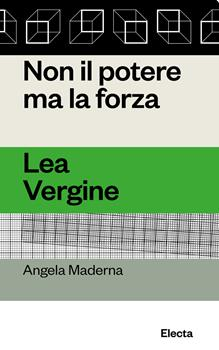 Non il potere
ma la forza
Lea
Vergine
Angela Maderna
Electa